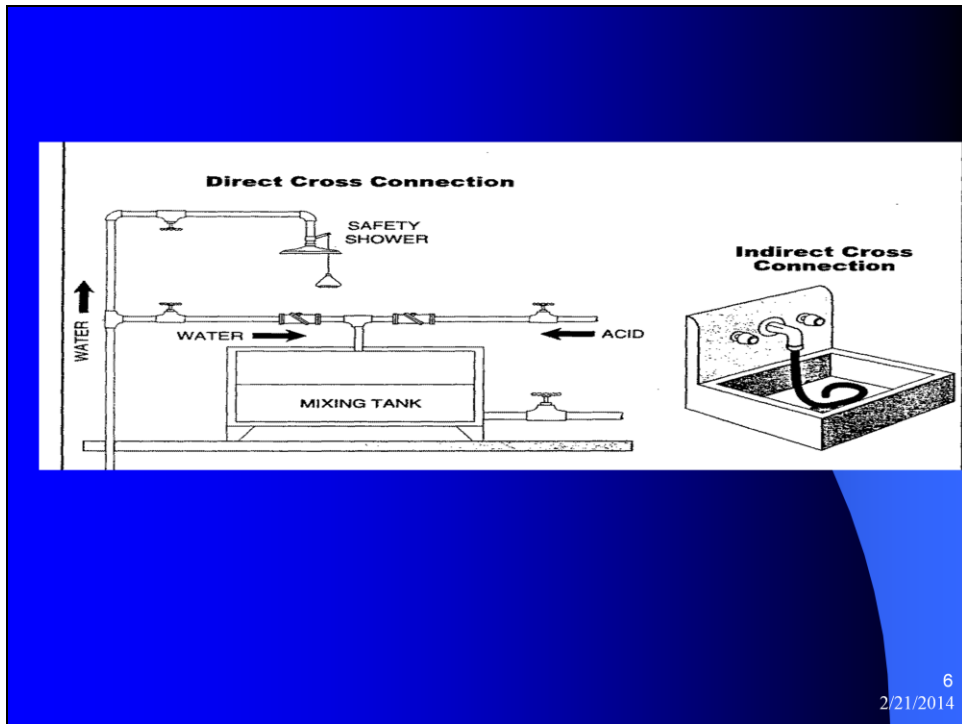 Direct Cross Connection
SAFETY
SHOWER
WATER
WATER
ACID
MIXING TANK
Indirect Cross
Connection
6
2/21/2014